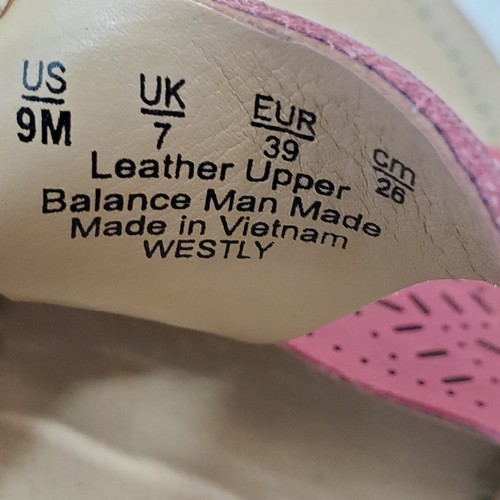 US UK EUR cm
9M 7 39 26
Leather Upper
Balance Man Made
Made in Vietnam
WESTLY